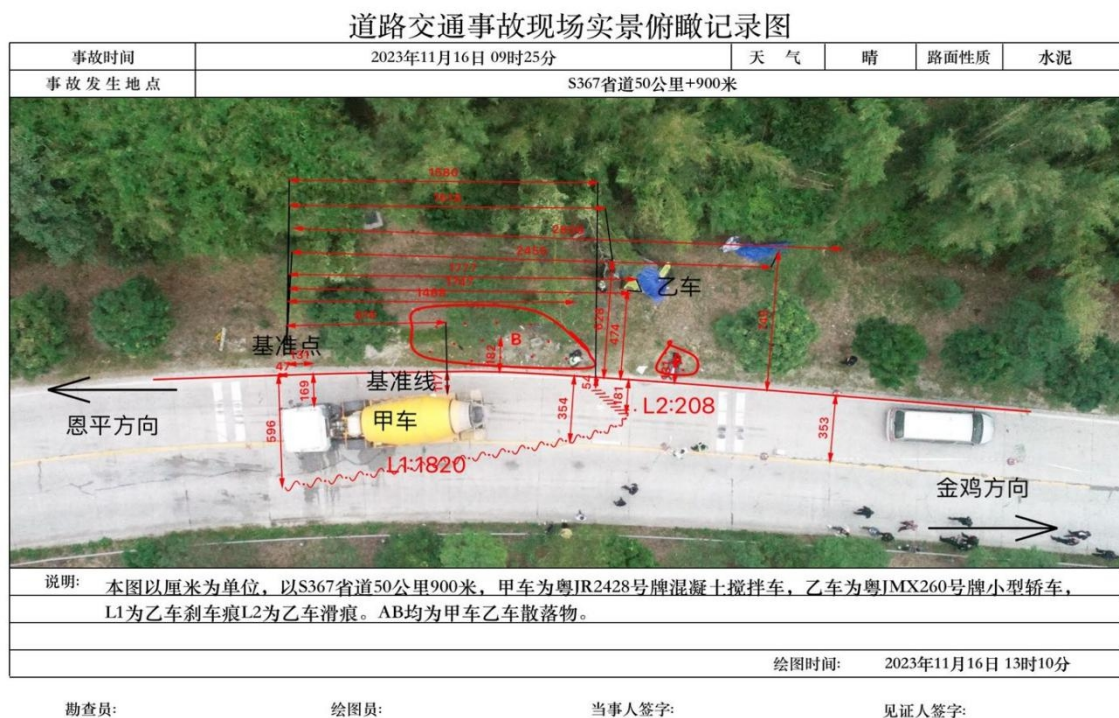 道路交通事故现场实景俯瞰记录图
事故时间 2023年11月16日 09时25分 天 气 晴 路面性质 水泥
事故发生地点 S367省道50公里+900米
1586
2455
1777
1747
1488
628
474
乙车
B
182
基准点
131
47
基准线
117
54
169
354
181
L2:208
恩平方向
596
甲车
353
L1:1820
金鸡方向
说明: 本图以厘米为单位，以S367省道50公里900米，甲车为粤JR2428号牌混凝土搅拌车，乙车为粤JMX260号牌小型轿车，
L1为乙车刹车痕L2为乙车滑痕。AB均为甲车乙车散落物。
绘图时间: 2023年11月16日 13时10分
勘查员: 绘图员: 当事人签字: 见证人签字: